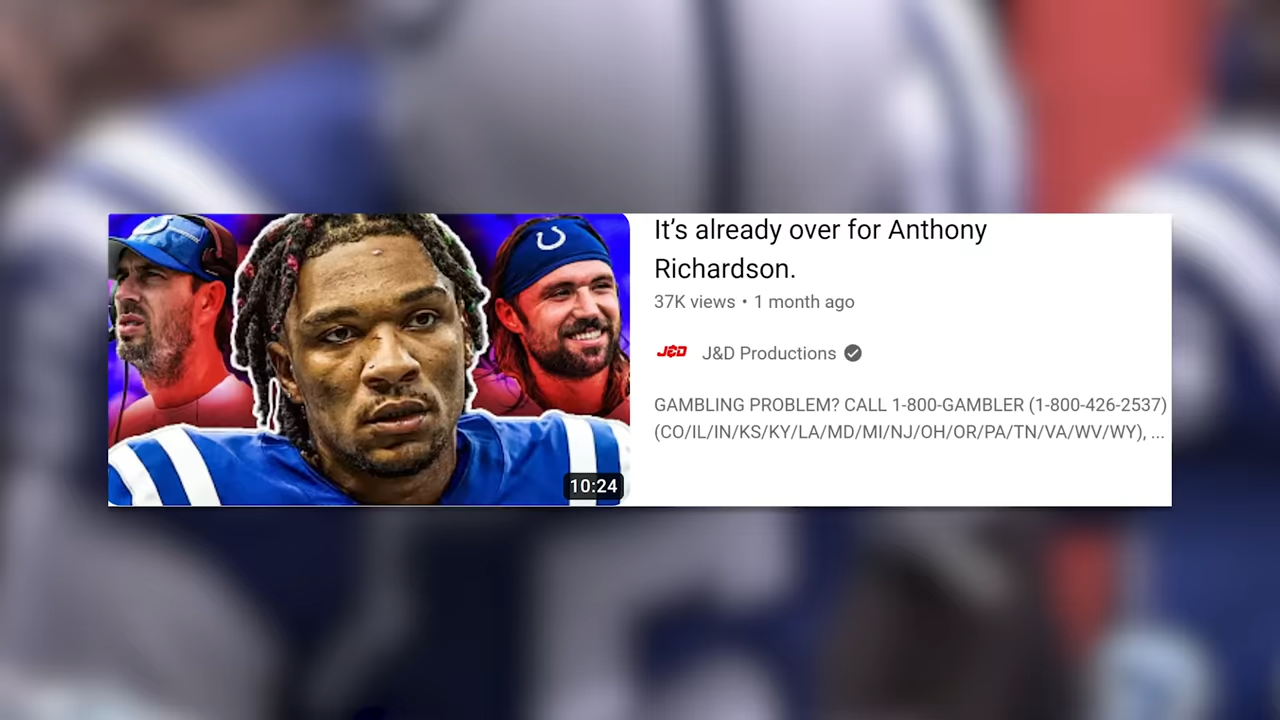 It’s already over for Anthony
Richardson.
37K views • 1 month ago
J&D J&D Productions
GAMBLING PROBLEM? CALL 1-800-GAMBLER (1-800-426-2537)
(CO/IL/IN/KS/KY/LA/MD/MI/NJ/OH/OR/PA/TN/VA/WV/WY), ...
10:24